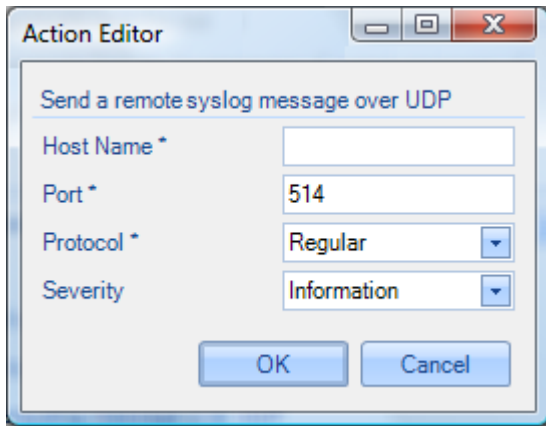 Action Editor
Send a remote syslog message over UDP
Host Name *
Port * 514
Protocol * Regular
Severity Information
OK Cancel